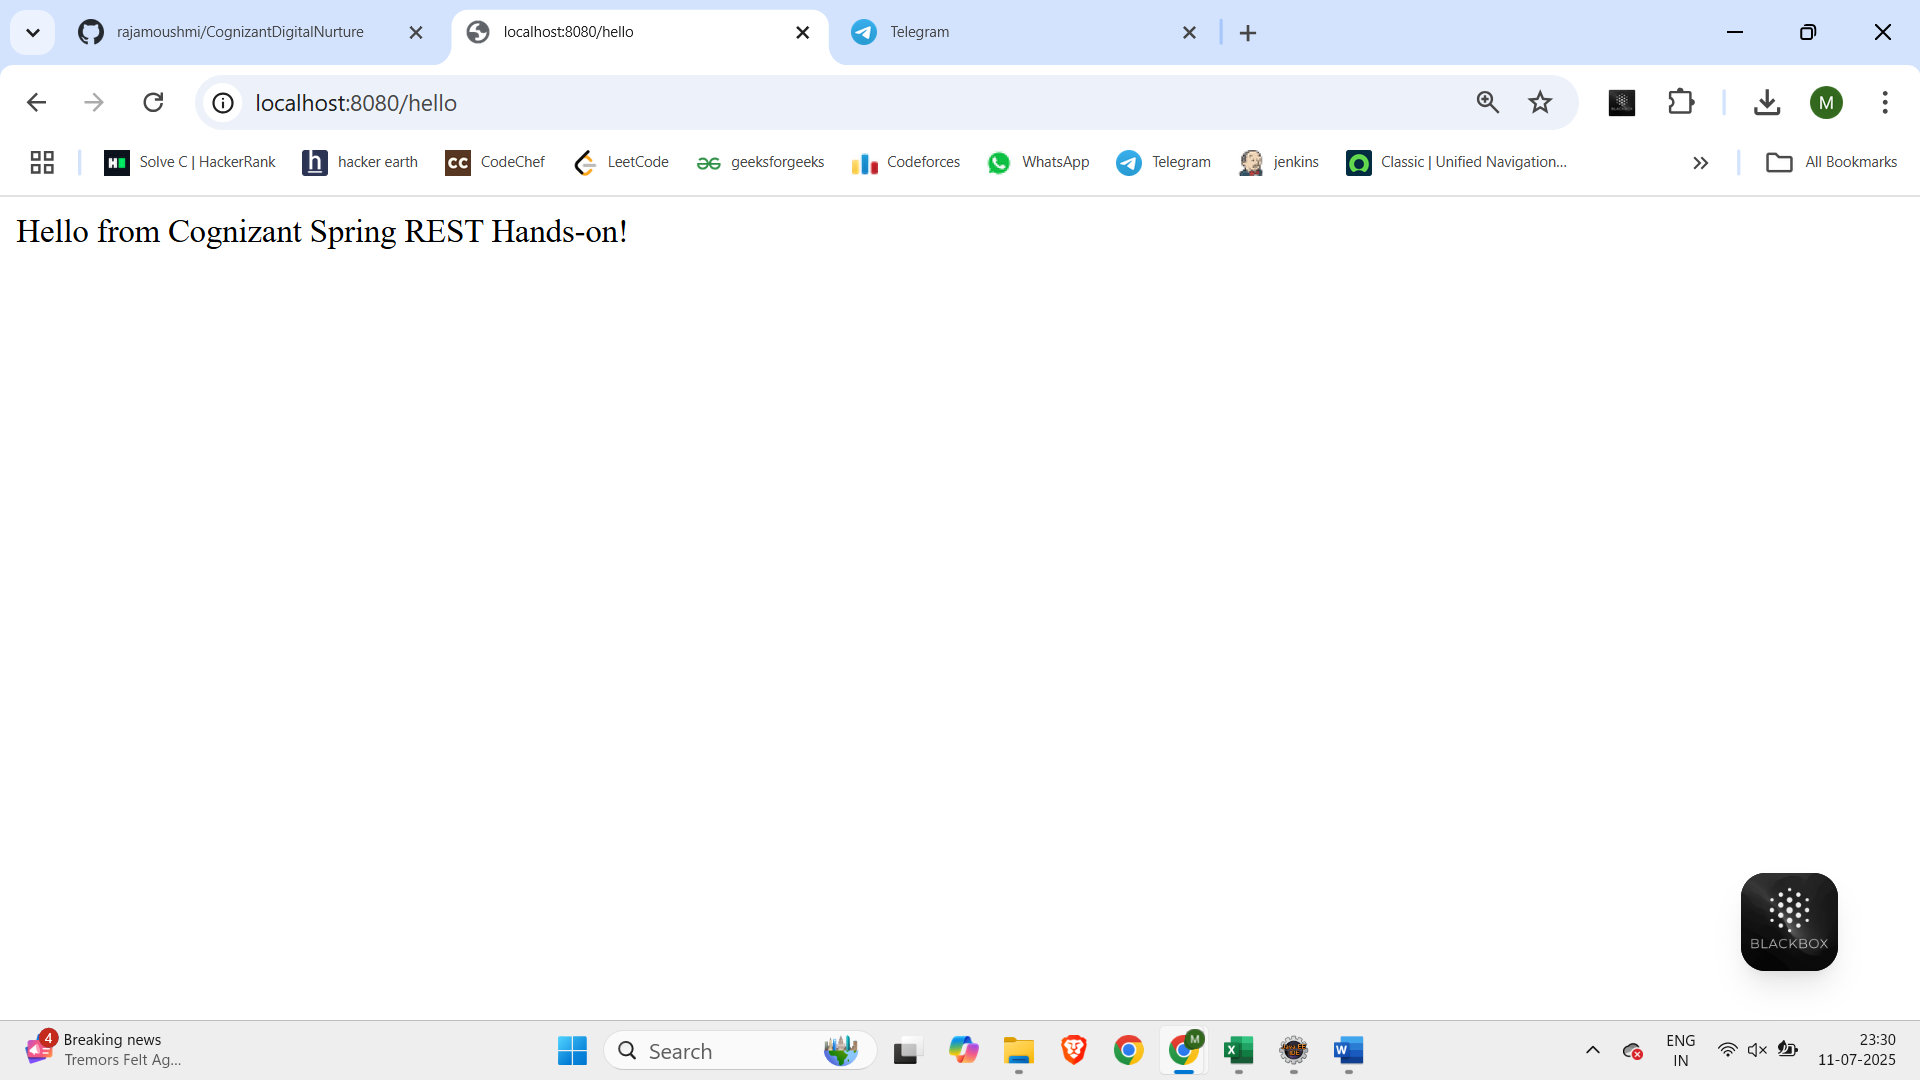 rajamoushmi/CognizantDigitalNurture
localhost:8080/hello
Telegram
localhost:8080/hello
M
Solve C | HackerRank
h hacker earth
CC CodeChef
LeetCode
geeksforgeeks
Codeforces
WhatsApp
Telegram
jenkins
Classic | Unified Navigation...
All Bookmarks
Hello from Cognizant Spring REST Hands-on!
BLACKBOX
4
Breaking news
Tremors Felt Ag...
Search
M
X
W
ENG
IN
23:30
11-07-2025